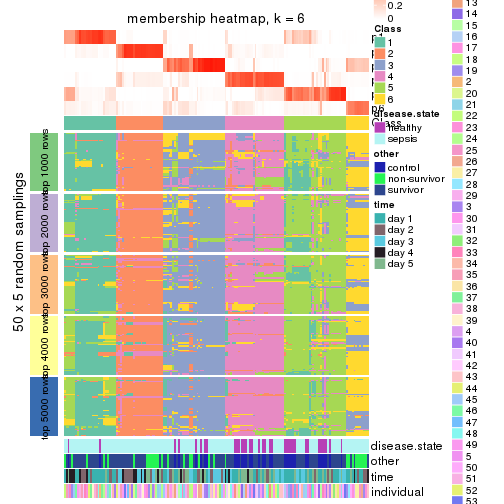 membership heatmap, k = 6
0.2
0
Class
1
2
3
4
5
6
disease.state
healthy
sepsis
other
control
non-survivor
survivor
time
day 1
day 2
day 3
day 4
day 5
50 x 5 random samplings
top 1000 rows
top 2000 rows
top 3000 rows
top 4000 rows
top 5000 rows
disease.state
other
time
individual
13
14
15
16
17
18
19
2
20
21
22
23
24
25
26
27
28
29
3
30
31
32
33
34
35
36
37
38
39
4
40
41
42
43
44
45
46
47
48
49
5
50
51
52
53